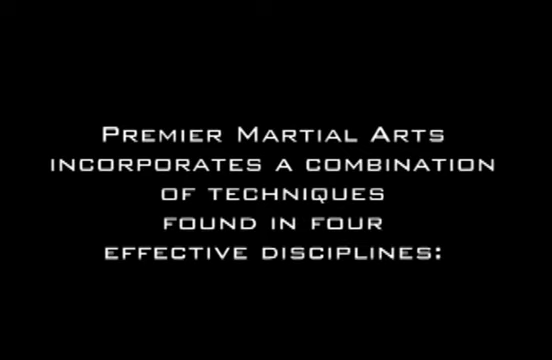 Premier Martial Arts
incorporates a combination
of techniques
found in four
effective disciplines: